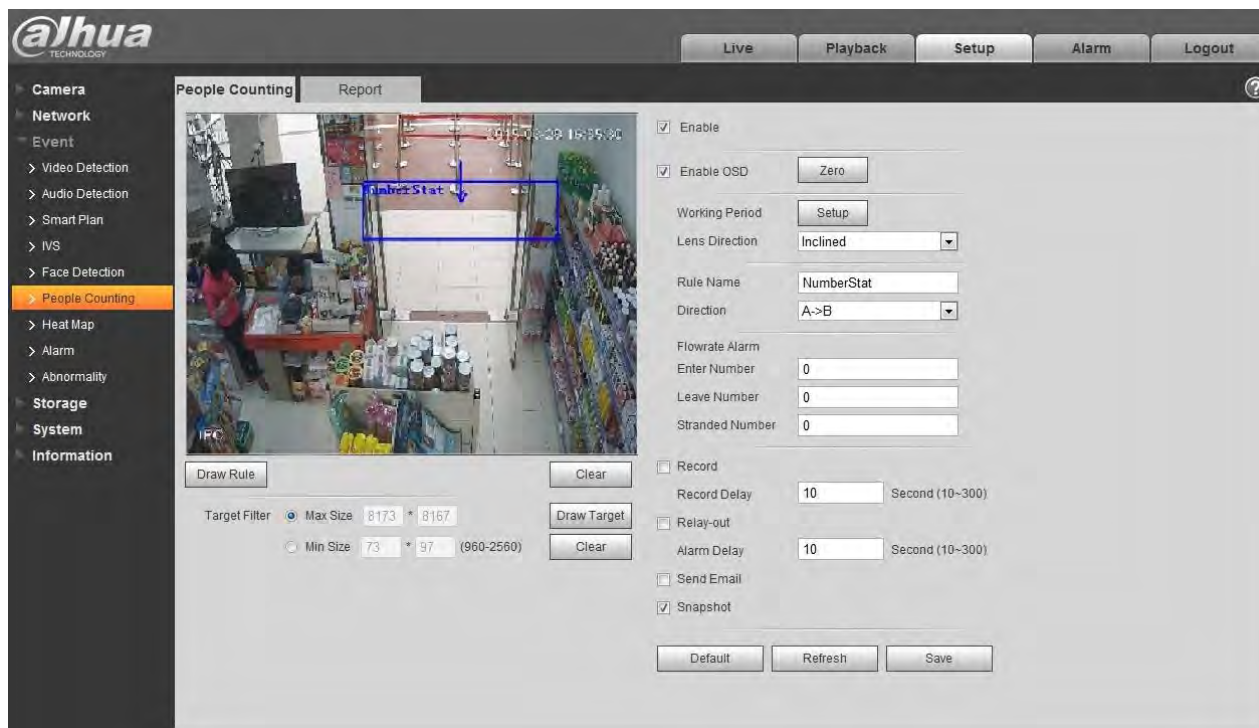 alhua
TECHNOLOGY
Live
Playback
Setup
Alarm
Logout
Camera
Network
Event
Video Detection
Audio Detection
Smart Plan
IVS
Face Detection
People Counting
Heat Map
Alarm
Abnormality
Storage
System
Information
People Counting
Report
NumberStat
IPC
Draw Rule
Clear
Target Filter Max Size 8173 * 8167 Draw Target
Min Size 73 * 97 (960-2560) Clear
Enable
Enable OSD Zero
Working Period Setup
Lens Direction Inclined
Rule Name NumberStat
Direction A->B
Flowrate Alarm
Enter Number 0
Leave Number 0
Stranded Number 0
Record
Record Delay 10 Second (10~300)
Relay-out
Alarm Delay 10 Second (10~300)
Send Email
Snapshot
Default
Refresh
Save